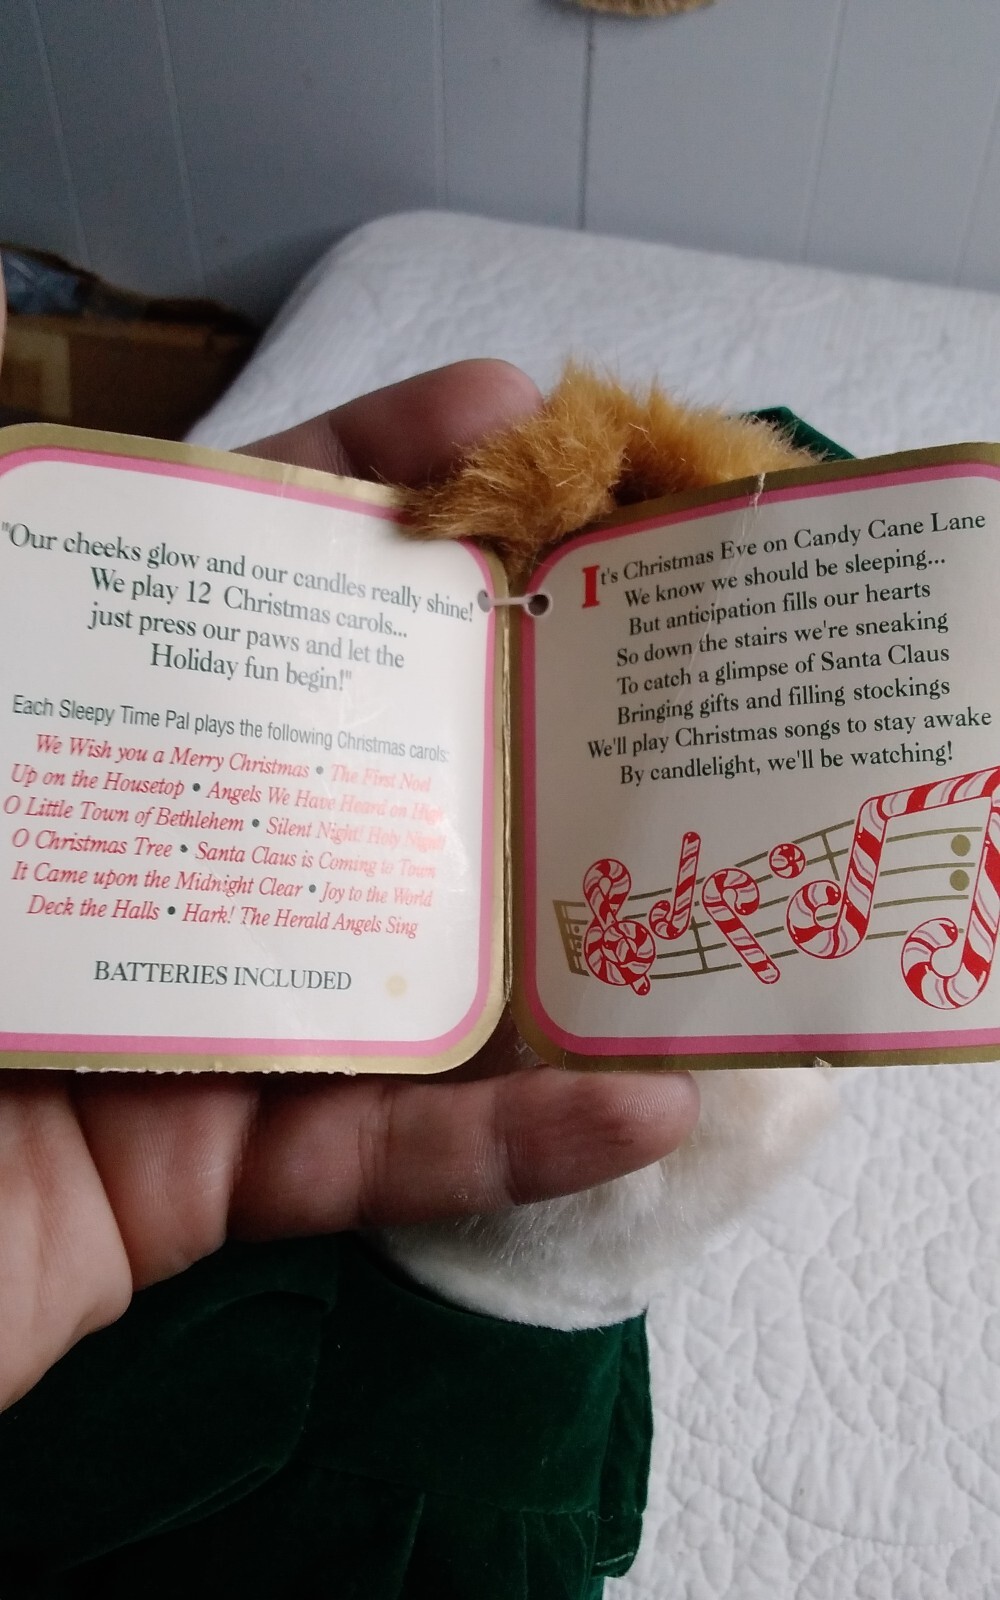 "Our cheeks glow and our candles really shine!
We play 12 Christmas carols...
just press our paws and let the
Holiday fun begin!"
Each Sleepy Time Pal plays the following Christmas carols:
We Wish you a Merry Christmas • The First Noel
Up on the Housetop • Angels We Have Heard on High
O Little Town of Bethlehem • Silent Night! Holy Night!
O Christmas Tree • Santa Claus is Coming to Town
It Came upon the Midnight Clear • Joy to the World
Deck the Halls • Hark! The Herald Angels Sing
BATTERIES INCLUDED
It's Christmas Eve on Candy Cane Lane
We know we should be sleeping...
But anticipation fills our hearts
So down the stairs we're sneaking
To catch a glimpse of Santa Claus
Bringing gifts and filling stockings
We'll play Christmas songs to stay awake
By candlelight, we'll be watching!